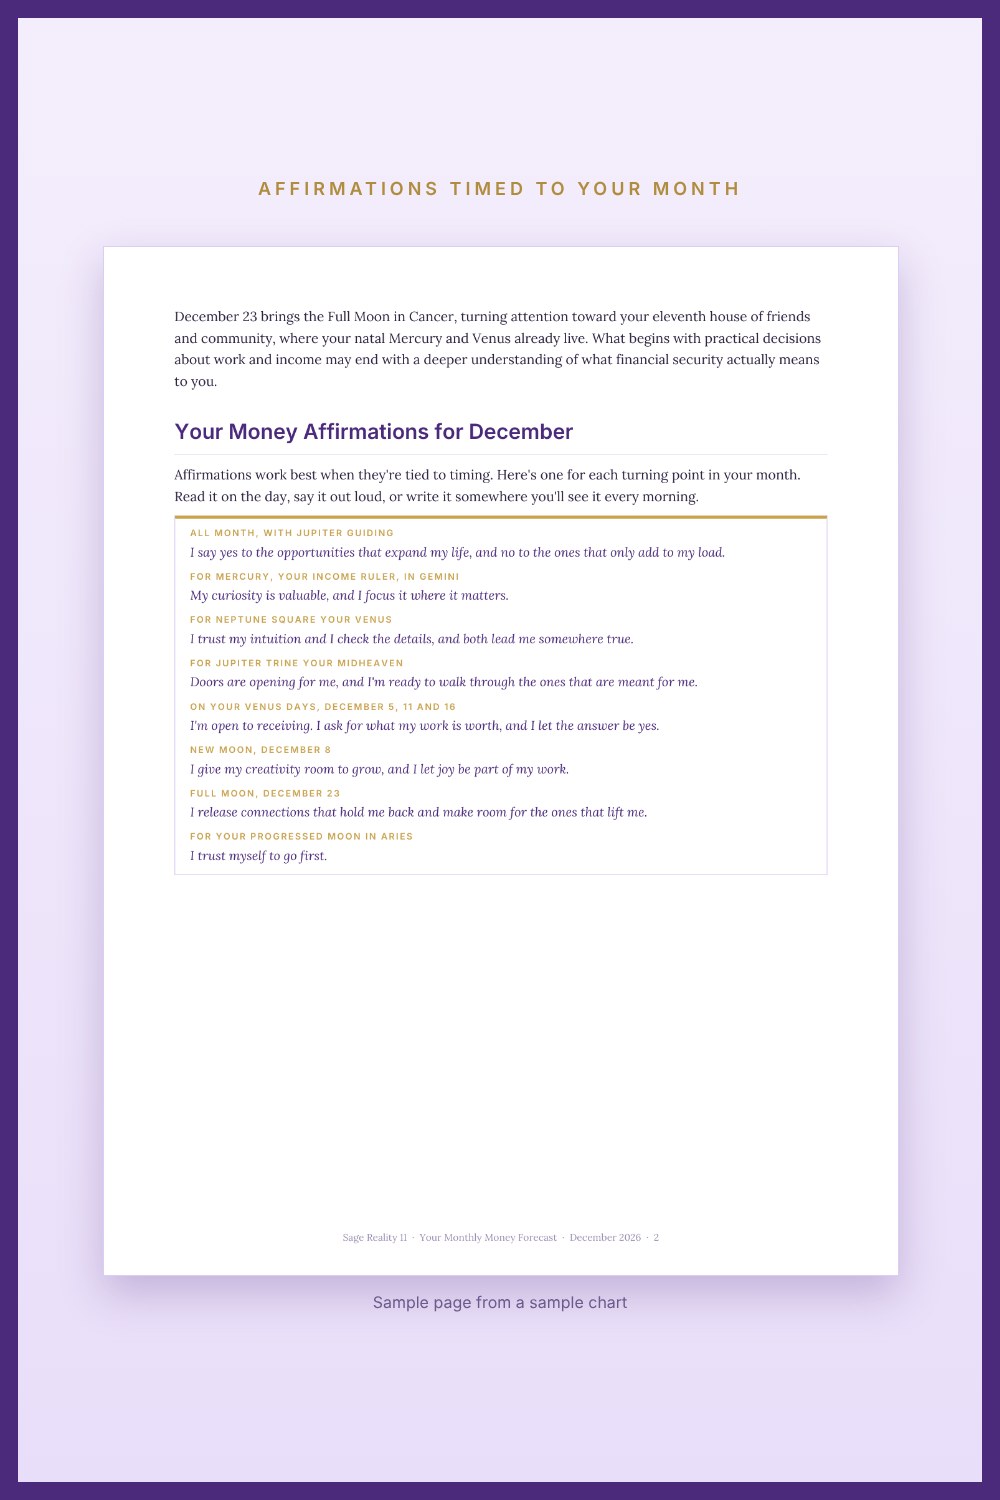 AFFIRMATIONS TIMED TO YOUR MONTH
December 23 brings the Full Moon in Cancer, turning attention toward your eleventh house of friends
and community, where your natal Mercury and Venus already live. What begins with practical decisions
about work and income may end with a deeper understanding of what financial security actually means
to you.
Your Money Affirmations for December
Affirmations work best when they're tied to timing. Here's one for each turning point in your month.
Read it on the day, say it out loud, or write it somewhere you'll see it every morning.
ALL MONTH, WITH JUPITER GUIDING
I say yes to the opportunities that expand my life, and no to the ones that only add to my load.
FOR MERCURY, YOUR INCOME RULER, IN GEMINI
My curiosity is valuable, and I focus it where it matters.
FOR NEPTUNE SQUARE YOUR VENUS
I trust my intuition and I check the details, and both lead me somewhere true.
FOR JUPITER TRINE YOUR MIDHEAVEN
Doors are opening for me, and I'm ready to walk through the ones that are meant for me.
ON YOUR VENUS DAYS, DECEMBER 5, 11 AND 16
I'm open to receiving. I ask for what my work is worth, and I let the answer be yes.
NEW MOON, DECEMBER 8
I give my creativity room to grow, and I let joy be part of my work.
FULL MOON, DECEMBER 23
I release connections that hold me back and make room for the ones that lift me.
FOR YOUR PROGRESSED MOON IN ARIES
I trust myself to go first.
Sage Reality 11 · Your Monthly Money Forecast · December 2026 · 2
Sample page from a sample chart